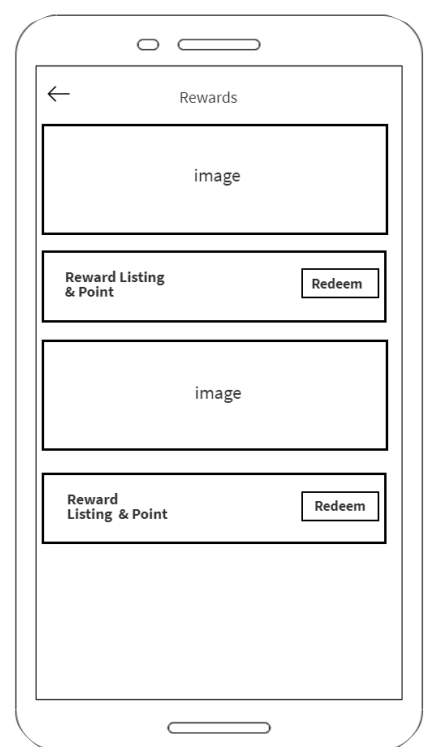 Rewards
image
Reward Listing
& Point
Redeem
image
Reward
Listing & Point
Redeem